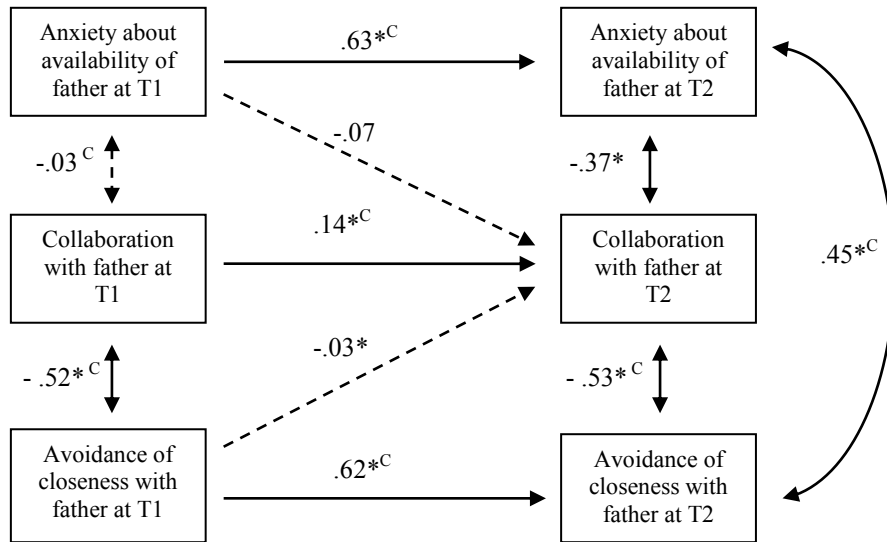 Anxiety about
availability of
father at T1
.63*C
Anxiety about
availability of
father at T2
-.07
-.03 C
-.37*
Collaboration
with father at
T1
.14*C
Collaboration
with father at
T2
.45*C
-.03*
- .52* C
- .53* C
Avoidance of
closeness with
father at T1
.62*C
Avoidance of
closeness with
father at T2